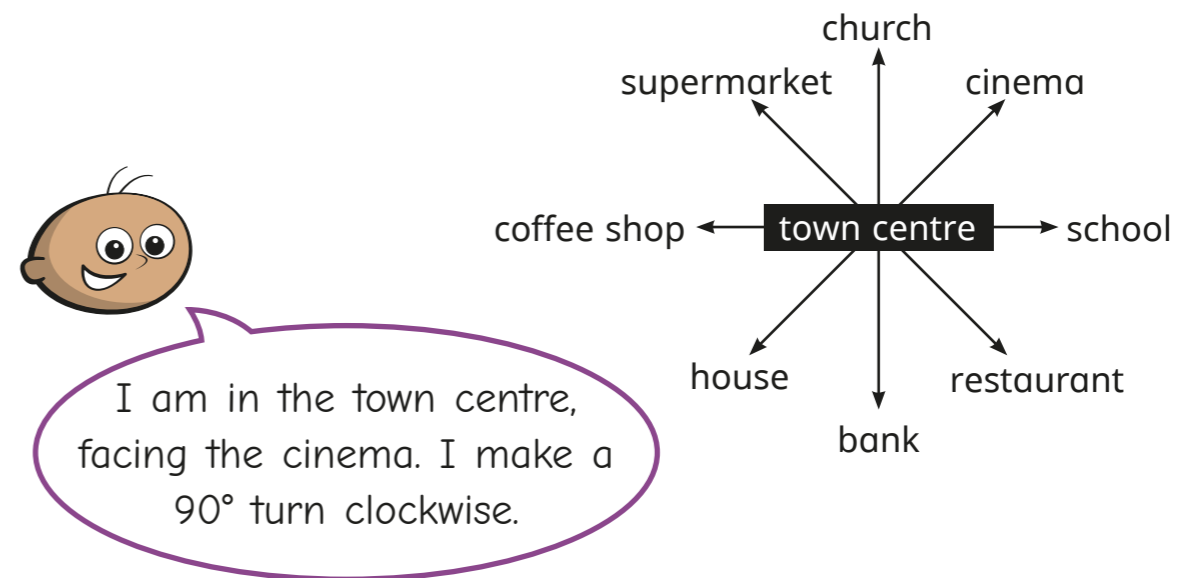 church
supermarket
cinema
coffee shop
town centre
school
house
restaurant
bank
I am in the town centre,
facing the cinema. I make a
90° turn clockwise.